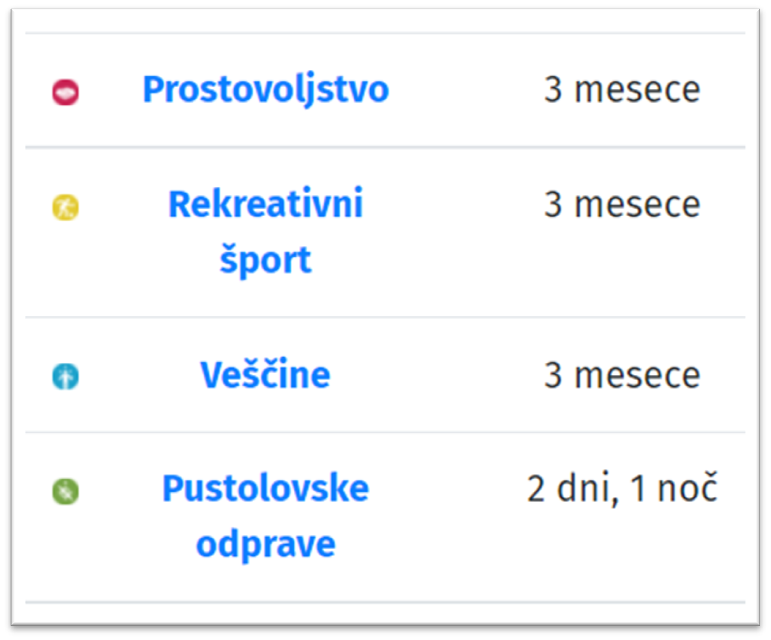 Prostovoljstvo 3 mesece
Rekreativni 3 mesece
šport
Veščine 3 mesece
Pustolovske 2 dni, 1 noč
odprave